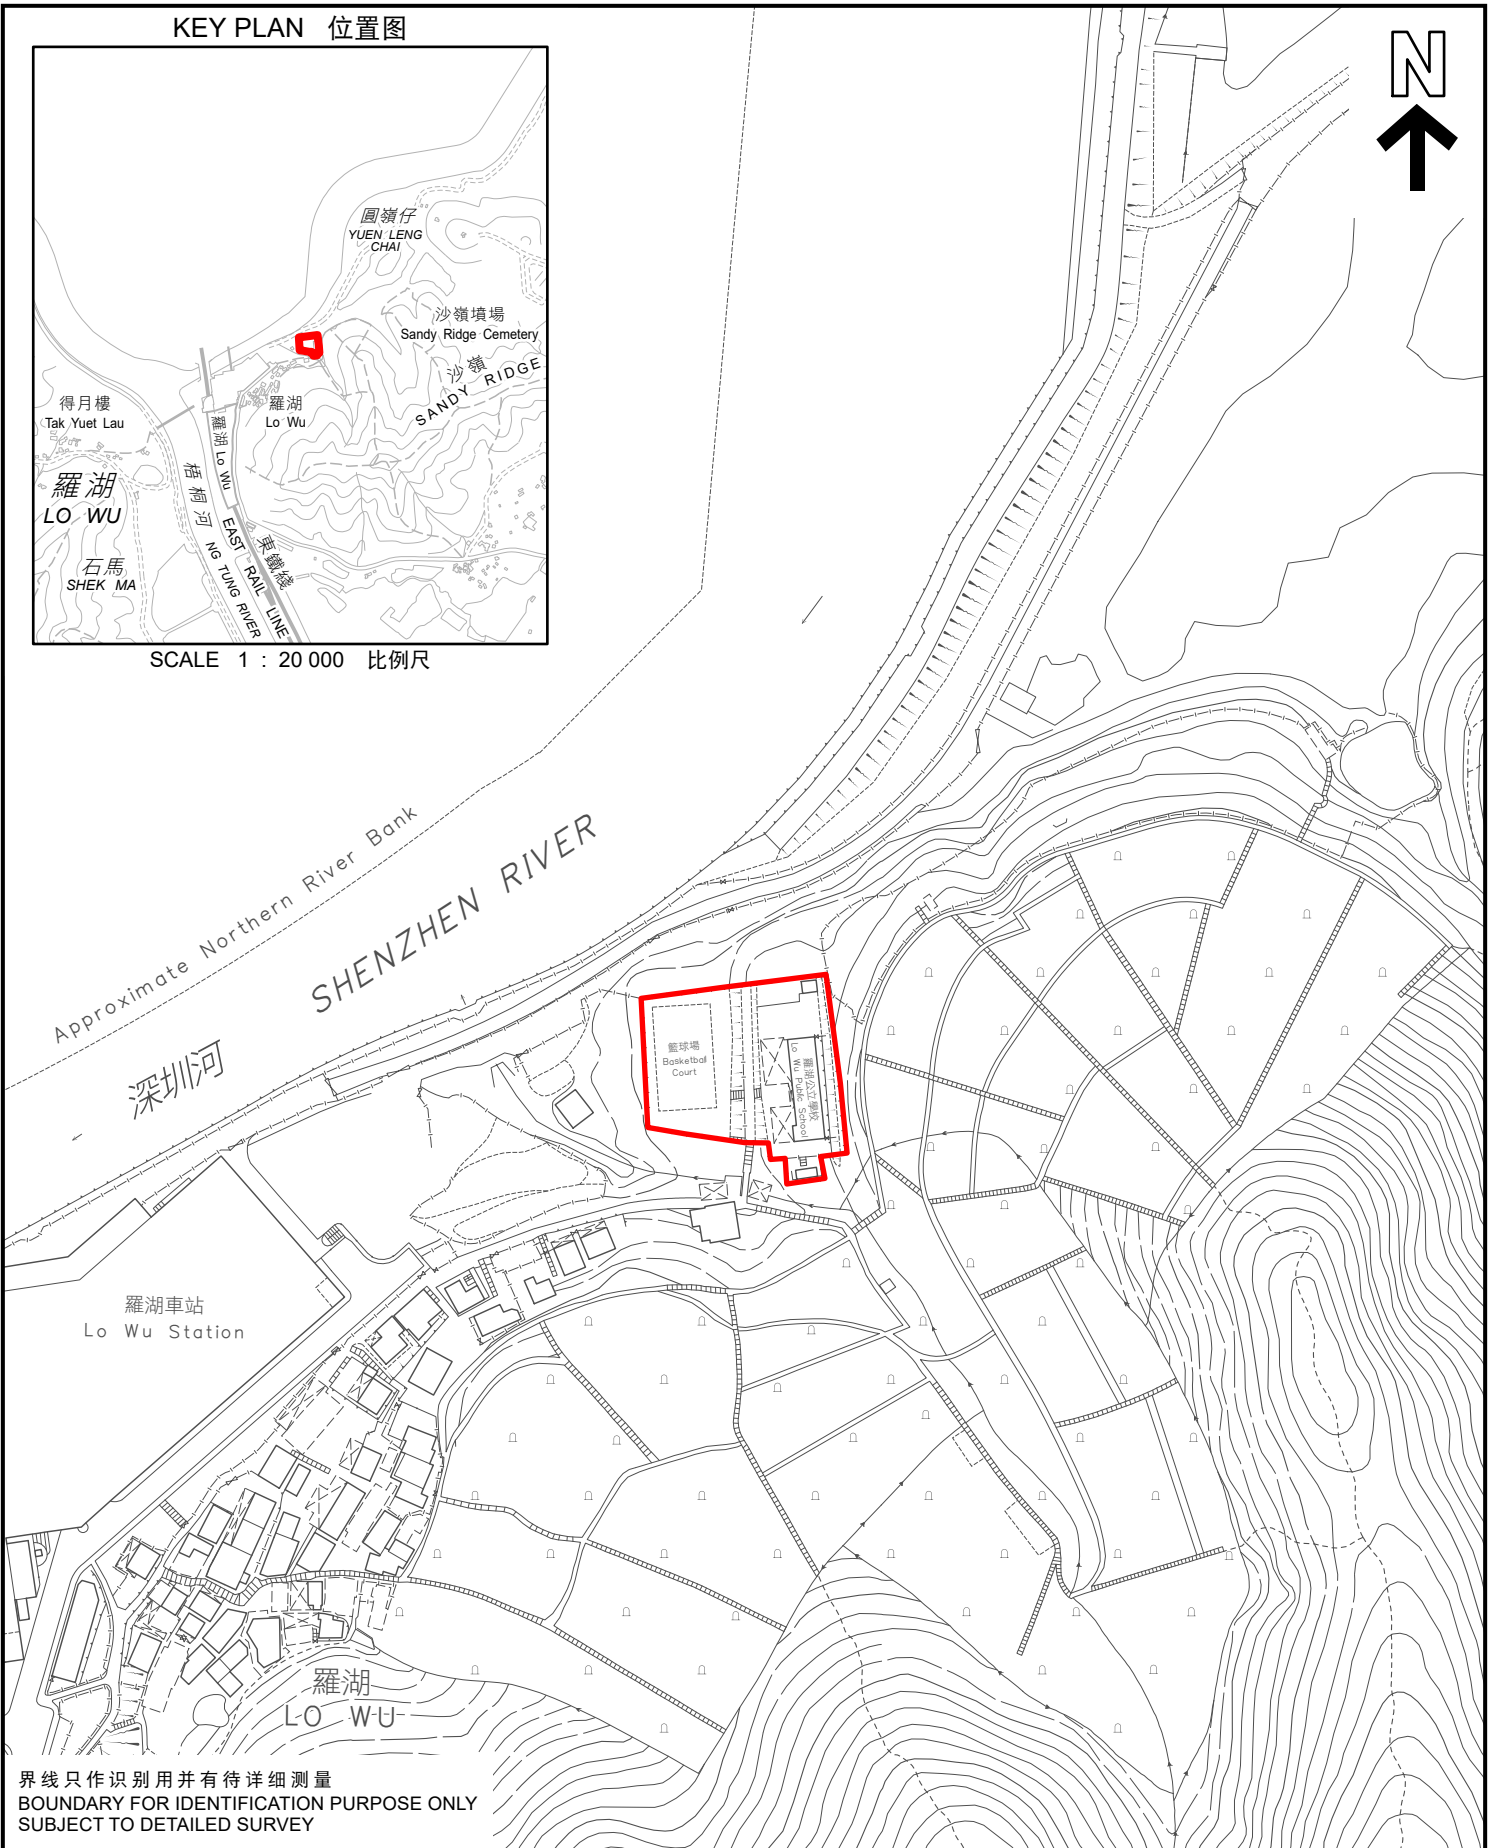 KEY PLAN 位置图
N
圓嶺仔
YUEN LENG
CHAI
沙嶺墳場
Sandy Ridge Cemetery
沙嶺
SANDY RIDGE
得月樓
Tak Yuet Lau
羅湖
Lo Wu
羅湖 Lo Wu
羅湖
LO WU
梧桐河
NG TUNG RIVER
東鐵綫
EAST RAIL LINE
石馬
SHEK MA
SCALE 1 : 20 000 比例尺
Approximate Northern River Bank
SHENZHEN RIVER
深圳河
籃球場
Basketball
Court
羅湖公立學校
Lo Wu Public School
羅湖車站
Lo Wu Station
羅湖
LO WU
界线只作识别用并有待详细测量
BOUNDARY FOR IDENTIFICATION PURPOSE ONLY
SUBJECT TO DETAILED SURVEY